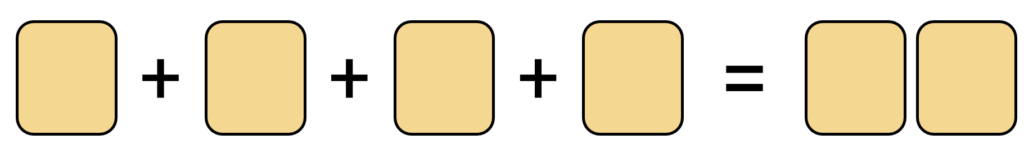 + + + =